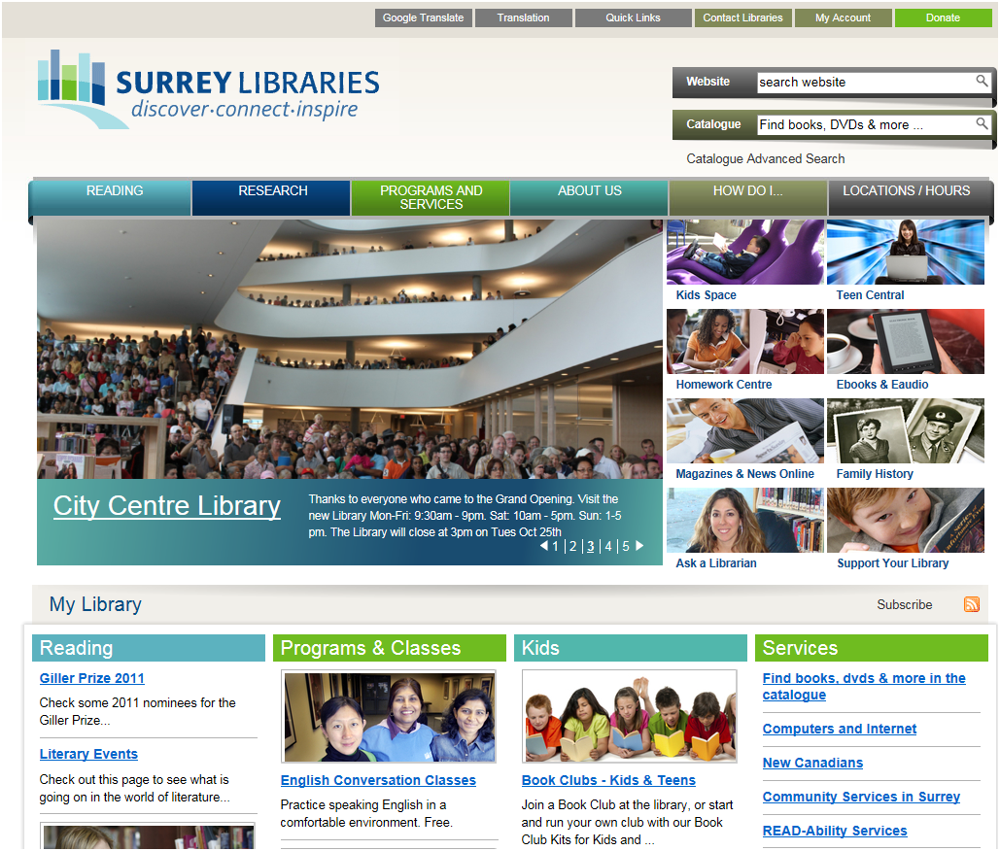 Google Translate
Translation
Quick Links
Contact Libraries
My Account
Donate
SURREY LIBRARIES
discover·connect·inspire
Website
search website
Catalogue
Find books, DVDs & more ...
Catalogue Advanced Search
READING
RESEARCH
PROGRAMS AND
SERVICES
ABOUT US
HOW DO I...
LOCATIONS / HOURS
Kids Space
Teen Central
Homework Centre
Ebooks & Eaudio
Magazines & News Online
Family History
Ask a Librarian
Support Your Library
City Centre Library
Thanks to everyone who came to the Grand Opening. Visit the
new Library Mon-Fri: 9:30am - 9pm. Sat: 10am - 5pm. Sun: 1-5
pm. The Library will close at 3pm on Tues Oct 25th
1 | 2 | 3 | 4 | 5
My Library
Subscribe
Reading
Giller Prize 2011
Check some 2011 nominees for the
Giller Prize...
Literary Events
Check out this page to see what is
going on in the world of literature...
Programs & Classes
English Conversation Classes
Practice speaking English in a
comfortable environment. Free.
Kids
Book Clubs - Kids & Teens
Join a Book Club at the library, or start
and run your own club with our Book
Club Kits for Kids and ...
Services
Find books, dvds & more in the
catalogue
Computers and Internet
New Canadians
Community Services in Surrey
READ-Ability Services